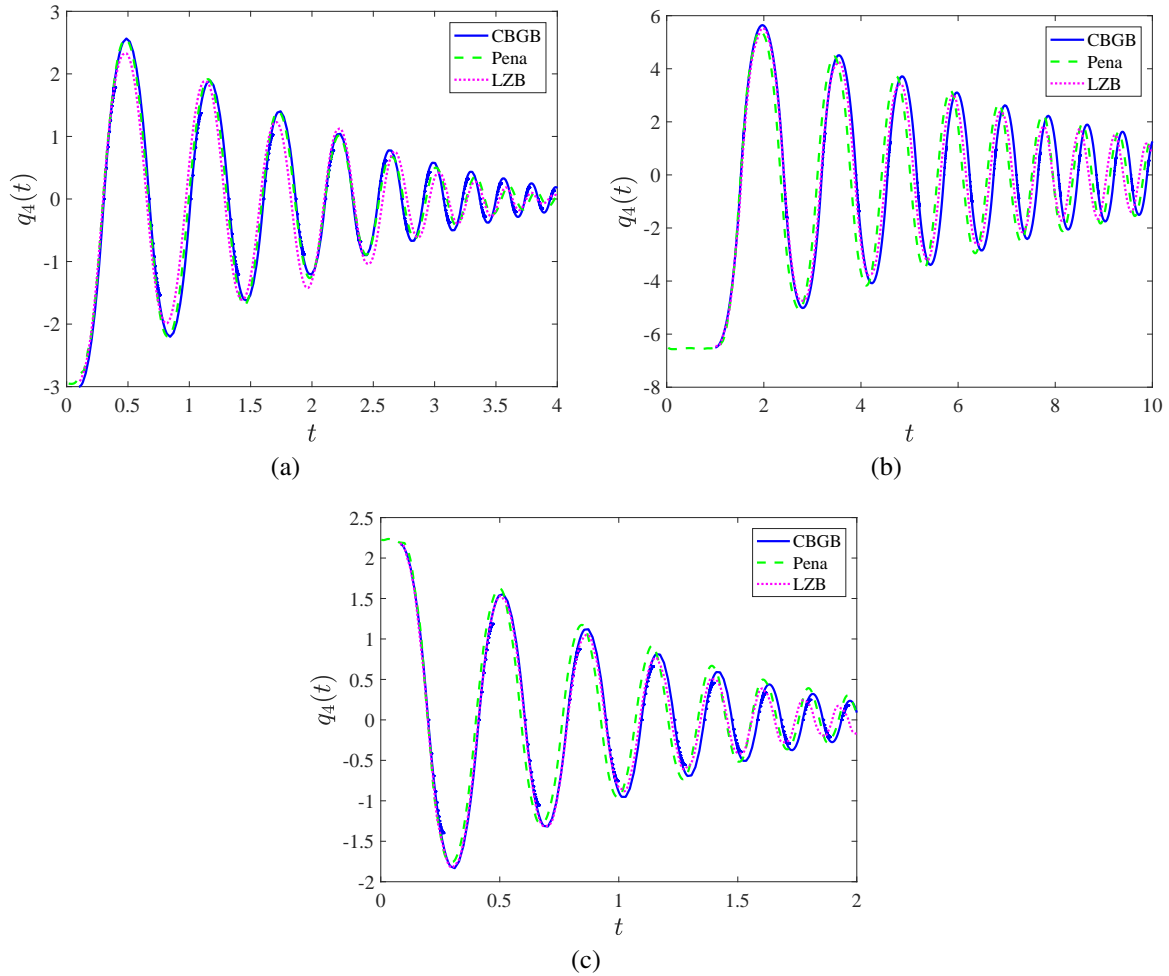 3
2
1
0
-1
-2
-3
q₄(t)
0 0.5 1 1.5 2 2.5 3 3.5 4
t
CBGB
Pena
LZB
(a)
6
4
2
0
-2
-4
-6
-8
q₄(t)
0 2 4 6 8 10
t
CBGB
Pena
LZB
(b)
2.5
2
1.5
1
0.5
0
-0.5
-1
-1.5
-2
q₄(t)
0 0.5 1 1.5 2
t
CBGB
Pena
LZB
(c)